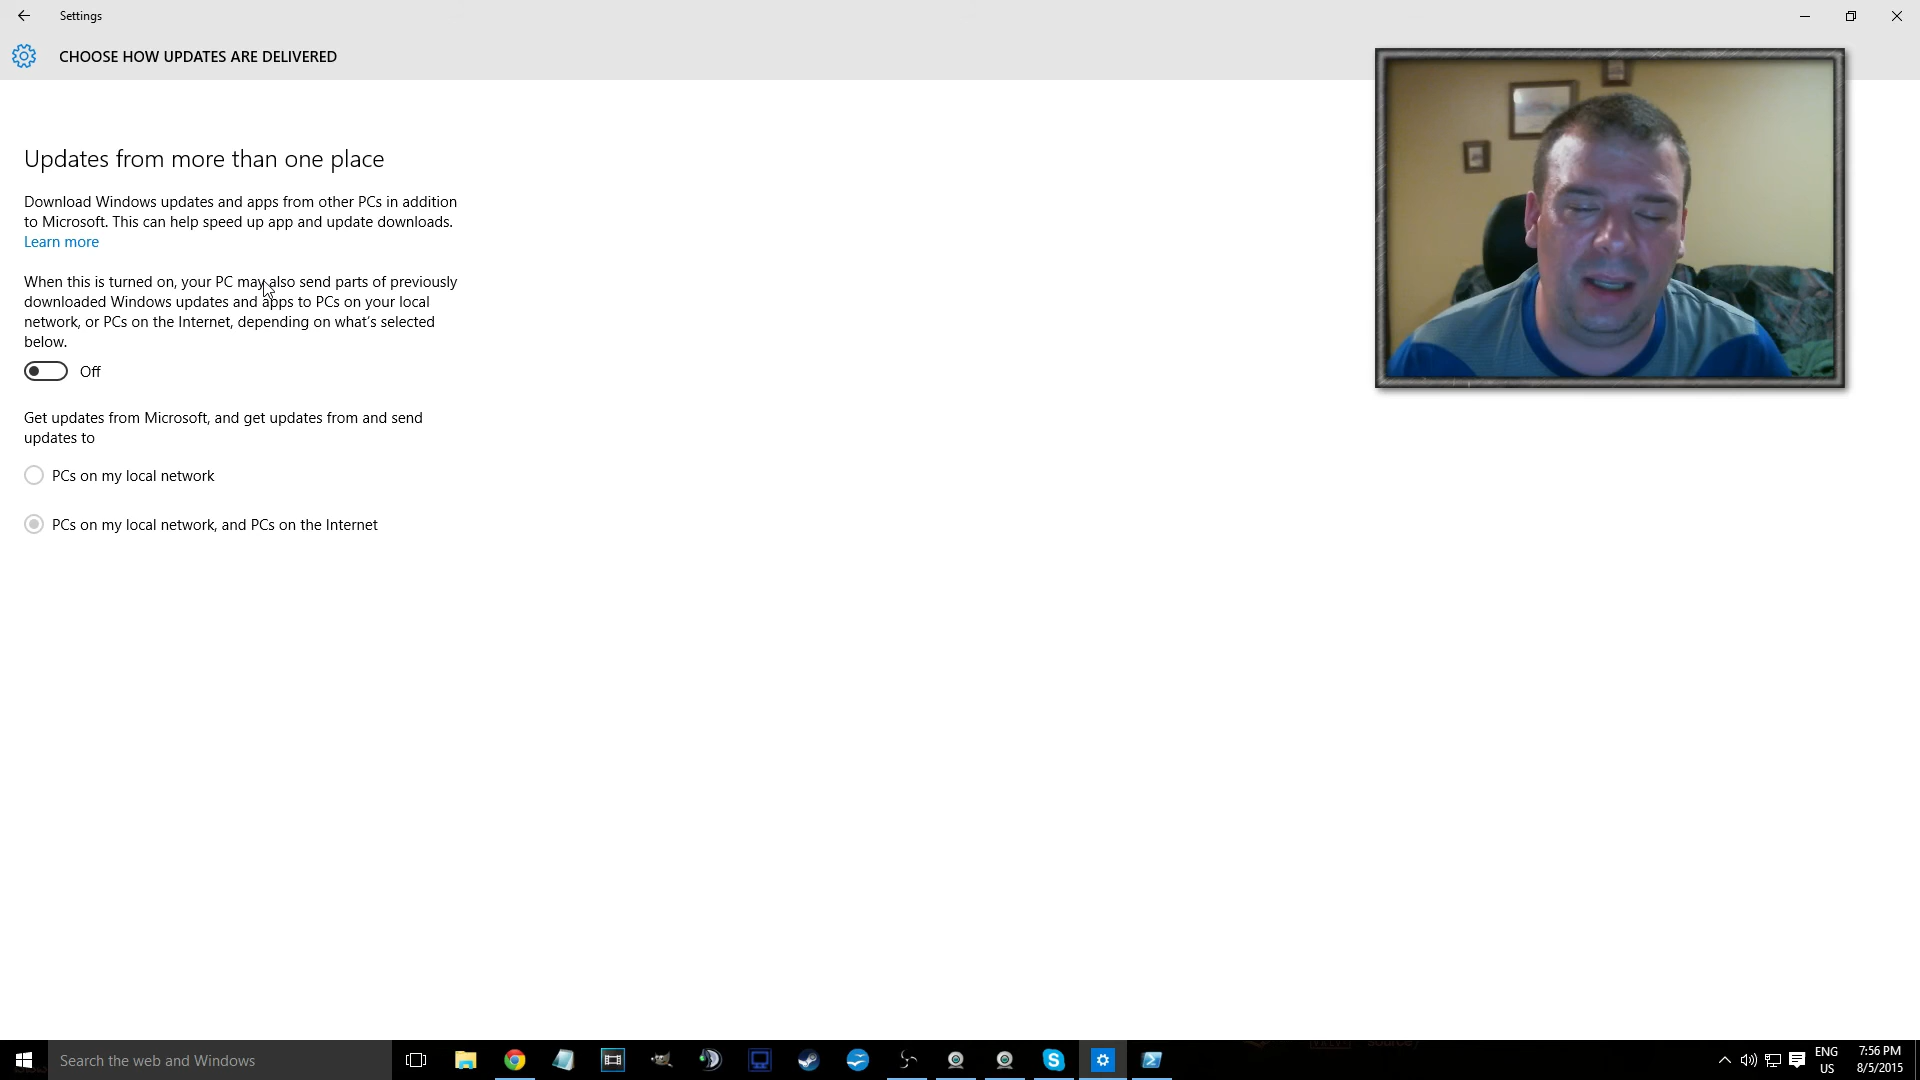 Settings
CHOOSE HOW UPDATES ARE DELIVERED
Updates from more than one place
Download Windows updates and apps from other PCs in addition
to Microsoft. This can help speed up app and update downloads.
Learn more
When this is turned on, your PC may also send parts of previously
downloaded Windows updates and apps to PCs on your local
network, or PCs on the Internet, depending on what's selected
below.
Off
Get updates from Microsoft, and get updates from and send
updates to
PCs on my local network
PCs on my local network, and PCs on the Internet
Search the web and Windows
ENG
US
7:56 PM
8/5/2015